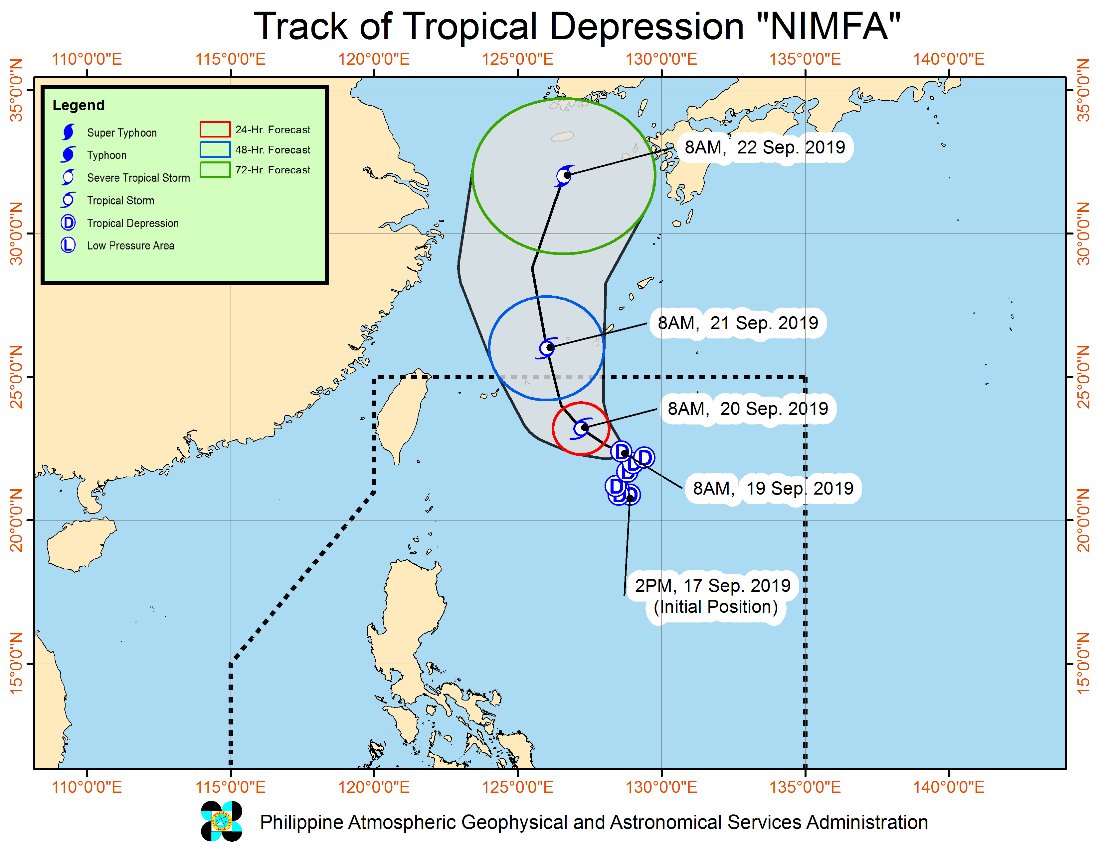 Track of Tropical Depression "NIMFA"
110°0'0"E 115°0'0"E 120°0'0"E 125°0'0"E 130°0'0"E 135°0'0"E 140°0'0"E
35°0'0"N 35°0'0"N
Legend
Super Typhoon
Typhoon
Severe Tropical Storm
Tropical Storm
D Tropical Depression
L Low Pressure Area
24-Hr. Forecast
48-Hr. Forecast
72-Hr. Forecast
8AM, 22 Sep. 2019
30°0'0"N 30°0'0"N
8AM, 21 Sep. 2019
25°0'0"N 25°0'0"N
8AM, 20 Sep. 2019
D D
L
D
D D
8AM, 19 Sep. 2019
20°0'0"N 20°0'0"N
2PM, 17 Sep. 2019
(Initial Position)
15°0'0"N 15°0'0"N
110°0'0"E 115°0'0"E 120°0'0"E 125°0'0"E 130°0'0"E 135°0'0"E 140°0'0"E
Philippine Atmospheric Geophysical and Astronomical Services Administration